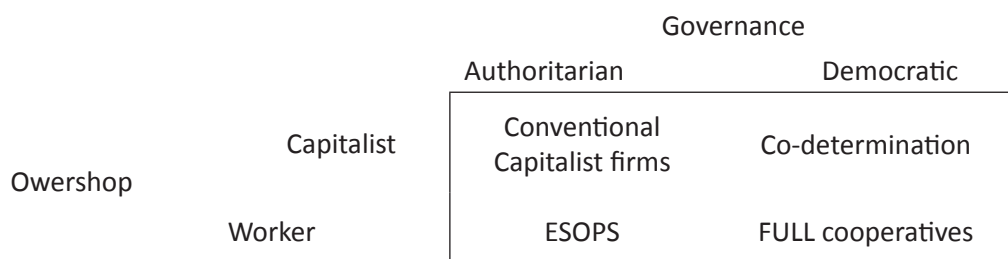 Governance
Authoritarian Democratic
Capitalist Conventional Capitalist firms Co-determination
Owershop
Worker ESOPS FULL cooperatives